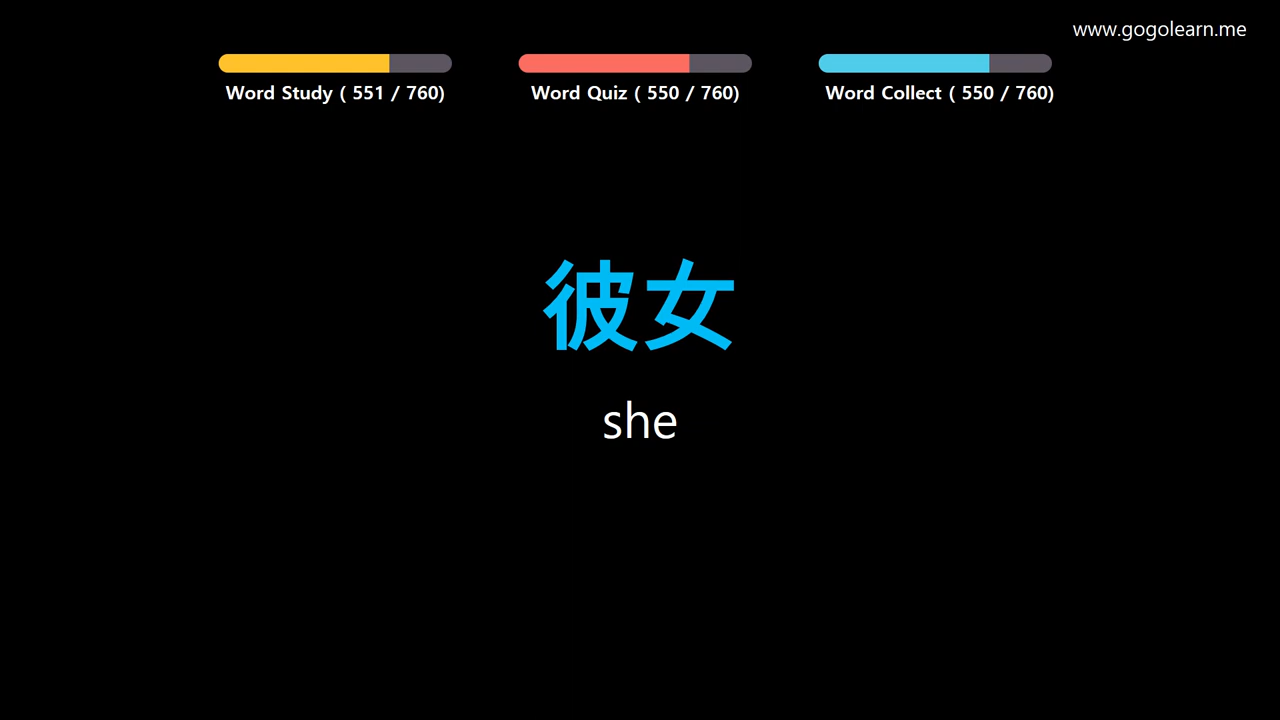 www.gogolearn.me
Word Study ( 551 / 760)
Word Quiz ( 550 / 760)
Word Collect ( 550 / 760)
彼女
she